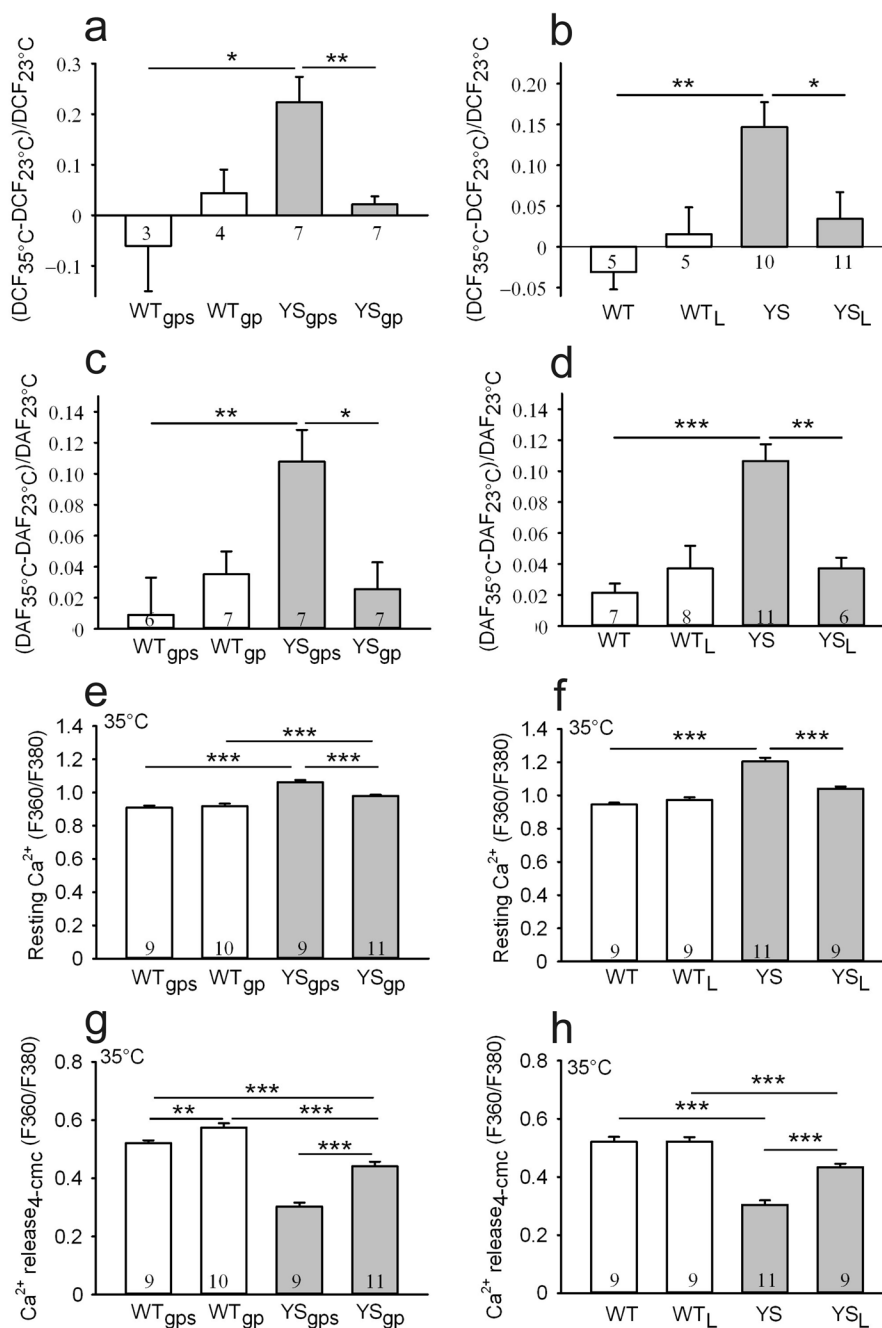 a
(DCF35°C-DCF23°C)/DCF23°C
0.3
0.2
0.1
0
−0.1
* **
3 4 7 7
WTgps WTgp YSgps YSgp
b
(DCF35°C-DCF23°C)/DCF23°C
0.20
0.15
0.10
0.05
0
−0.05
** *
5 5 10 11
WT WTL YS YSL
c
(DAF35°C-DAF23°C)/DAF23°C
0.14
0.12
0.10
0.08
0.06
0.04
0.02
0.00
** *
6 7 7 7
WTgps WTgp YSgps YSgp
d
(DAF35°C-DAF23°C)/DAF23°C
0.14
0.12
0.10
0.08
0.06
0.04
0.02
*** **
7 8 11 6
WT WTL YS YSL
e
35°C
Resting Ca2+ (F360/F380)
1.4
1.2
1.0
0.8
0.6
0.4
0.2
0
***
*** ***
9 10 9 11
WTgps WTgp YSgps YSgp
f
35°C
Resting Ca2+ (F360/F380)
1.4
1.2
1.0
0.8
0.6
0.4
0.2
0
*** ***
9 9 11 9
WT WTL YS YSL
g
35°C
Ca2+ release4-cmc (F360/F380)
0.8
0.6
0.4
0.2
0
***
** ***
***
9 10 9 11
WTgps WTgp YSgps YSgp
h
35°C
Ca2+ release4-cmc (F360/F380)
0.8
0.6
0.4
0.2
0
***
***
***
9 9 11 9
WT WTL YS YSL